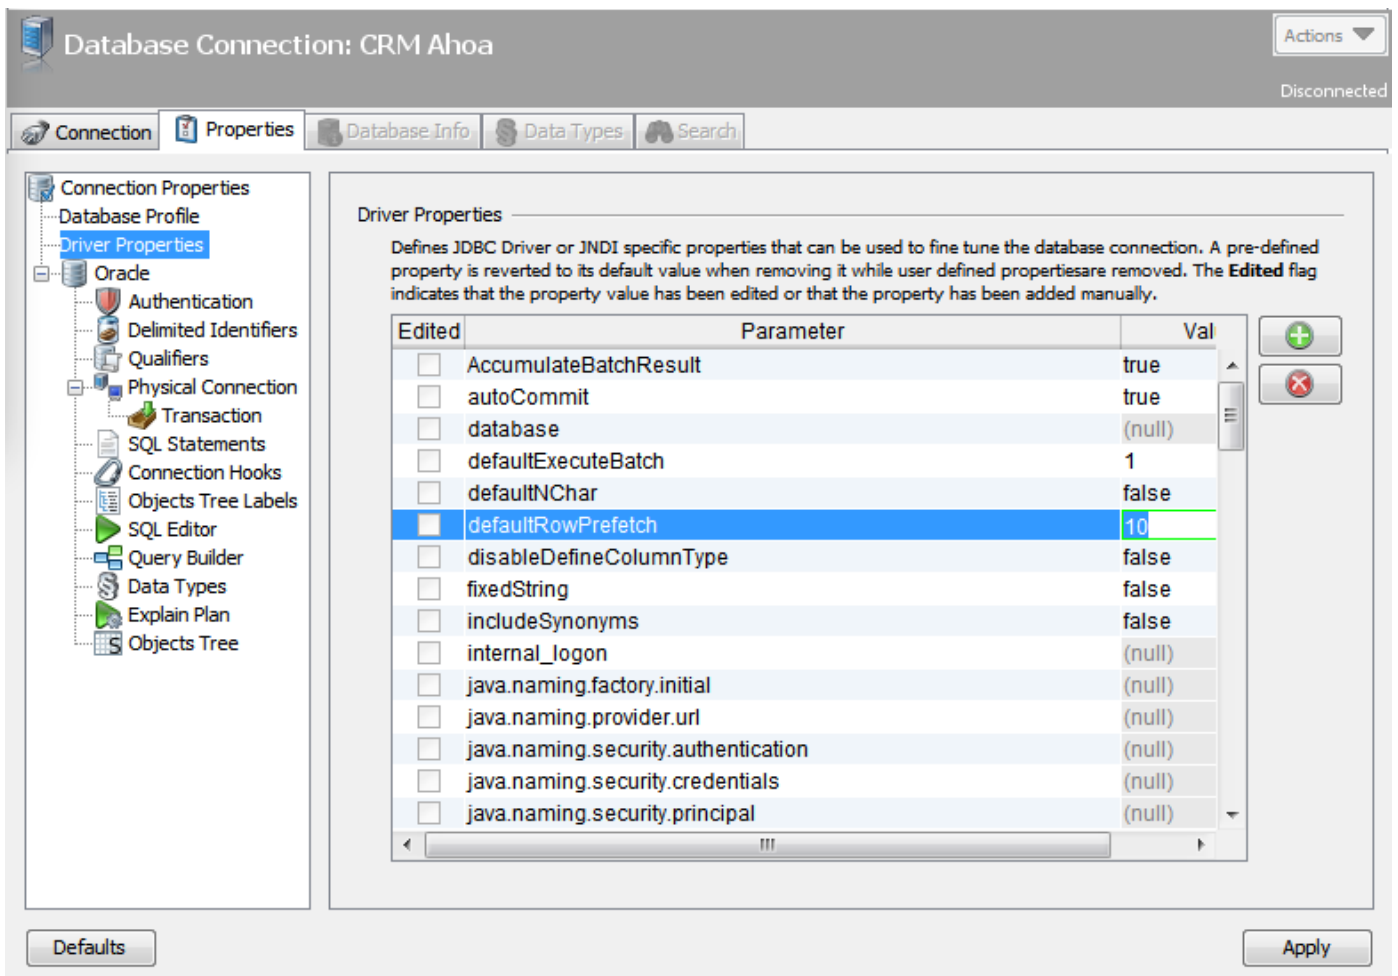 Database Connection: CRM Ahoa
Actions
Disconnected
Connection
Properties
Database Info
Data Types
Search
Connection Properties
Database Profile
Driver Properties
Oracle
Authentication
Delimited Identifiers
Qualifiers
Physical Connection
Transaction
SQL Statements
Connection Hooks
Objects Tree Labels
SQL Editor
Query Builder
Data Types
Explain Plan
Objects Tree
Driver Properties
Defines JDBC Driver or JNDI specific properties that can be used to fine tune the database connection. A pre-defined
property is reverted to its default value when removing it while user defined propertiesare removed. The Edited flag
indicates that the property value has been edited or that the property has been added manually.
Edited Parameter Val
AccumulateBatchResult true
autoCommit true
database (null)
defaultExecuteBatch 1
defaultNChar false
defaultRowPrefetch 10
disableDefineColumnType false
fixedString false
includeSynonyms false
internal_logon (null)
java.naming.factory.initial (null)
java.naming.provider.url (null)
java.naming.security.authentication (null)
java.naming.security.credentials (null)
java.naming.security.principal (null)
Defaults
Apply